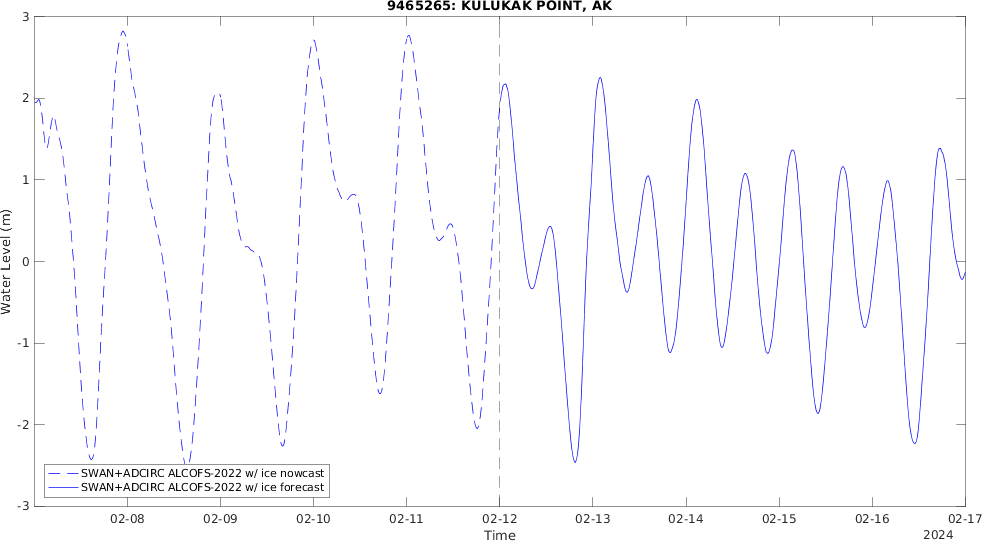 9465265: KULUKAK POINT, AK
Water Level (m)
3
2
1
0
-1
-2
-3
SWAN+ADCIRC ALCOFS-2022 w/ ice nowcast
SWAN+ADCIRC ALCOFS-2022 w/ ice forecast
02-08 02-09 02-10 02-11 02-12 02-13 02-14 02-15 02-16 02-17
Time
2024